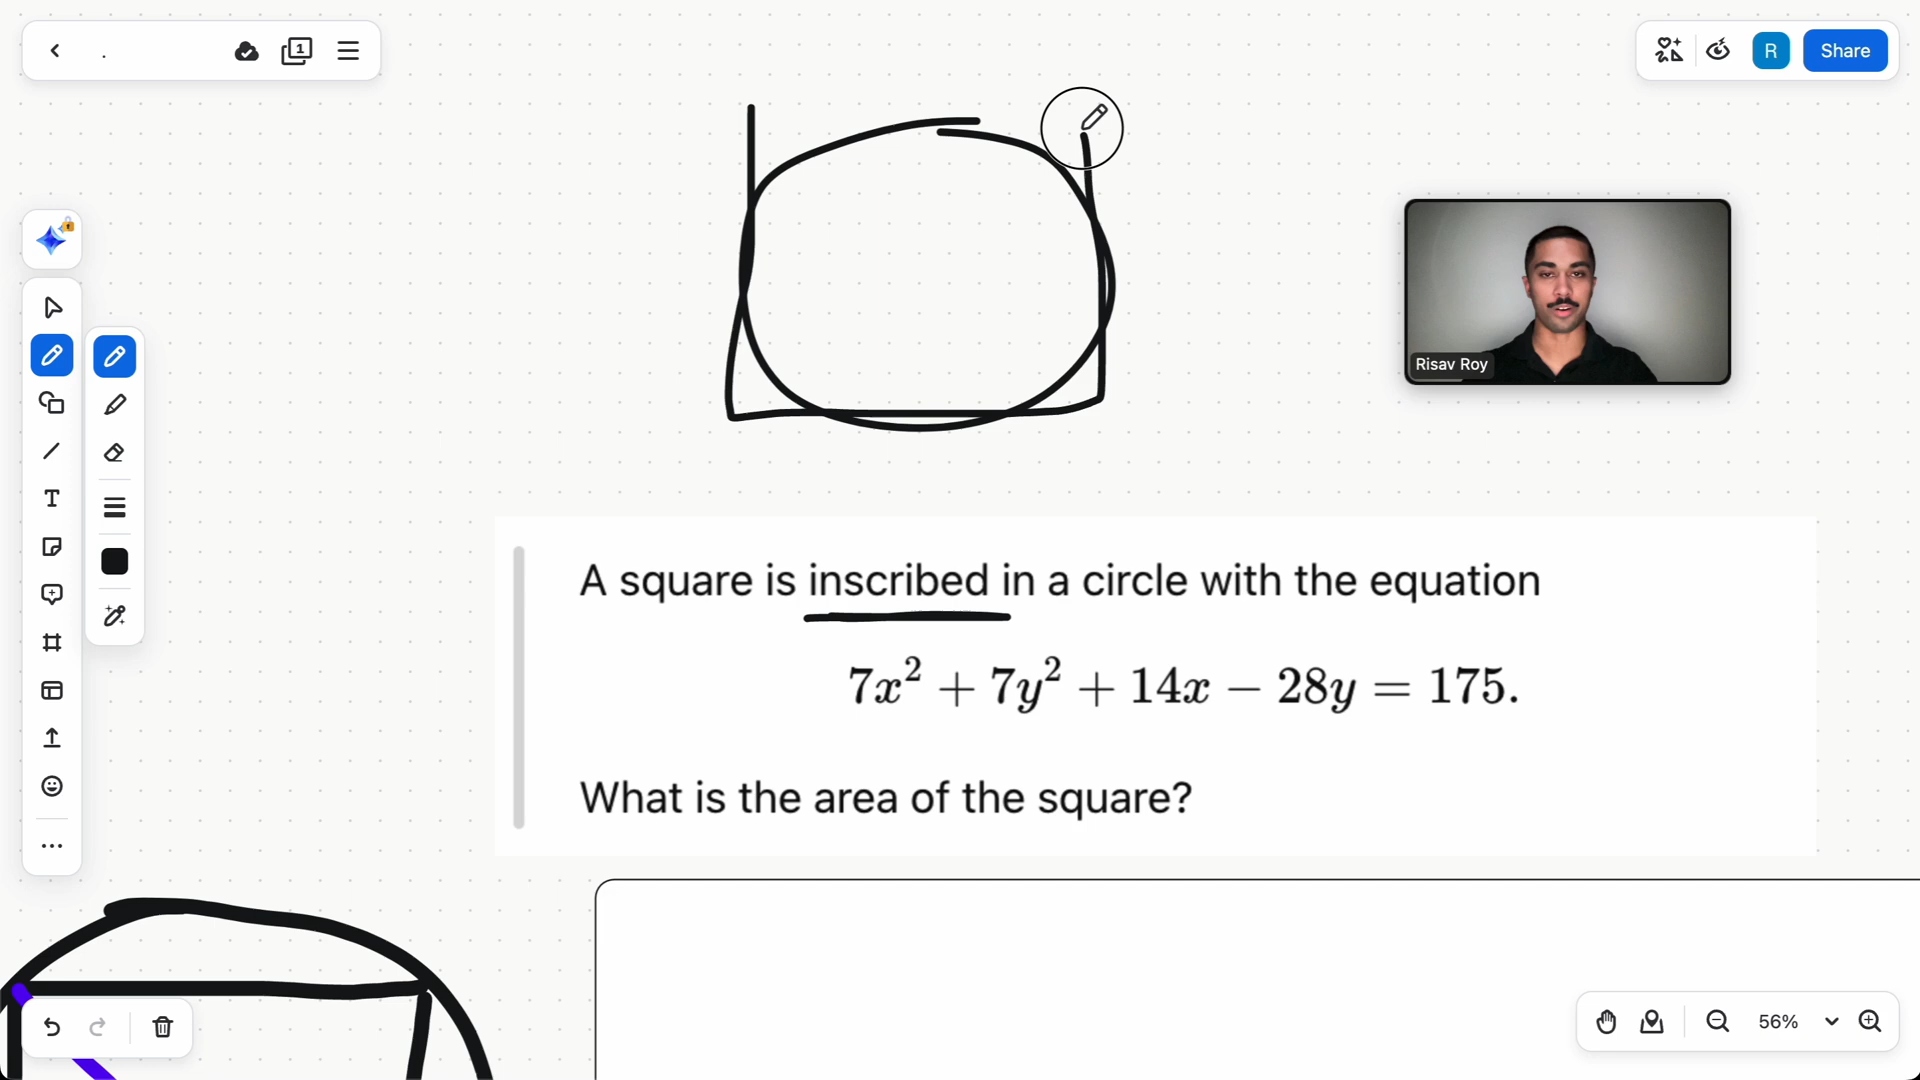 .
1
R
Share
Risav Roy
A square is inscribed in a circle with the equation
7x² + 7y² + 14x − 28y = 175.
What is the area of the square?
T
56%